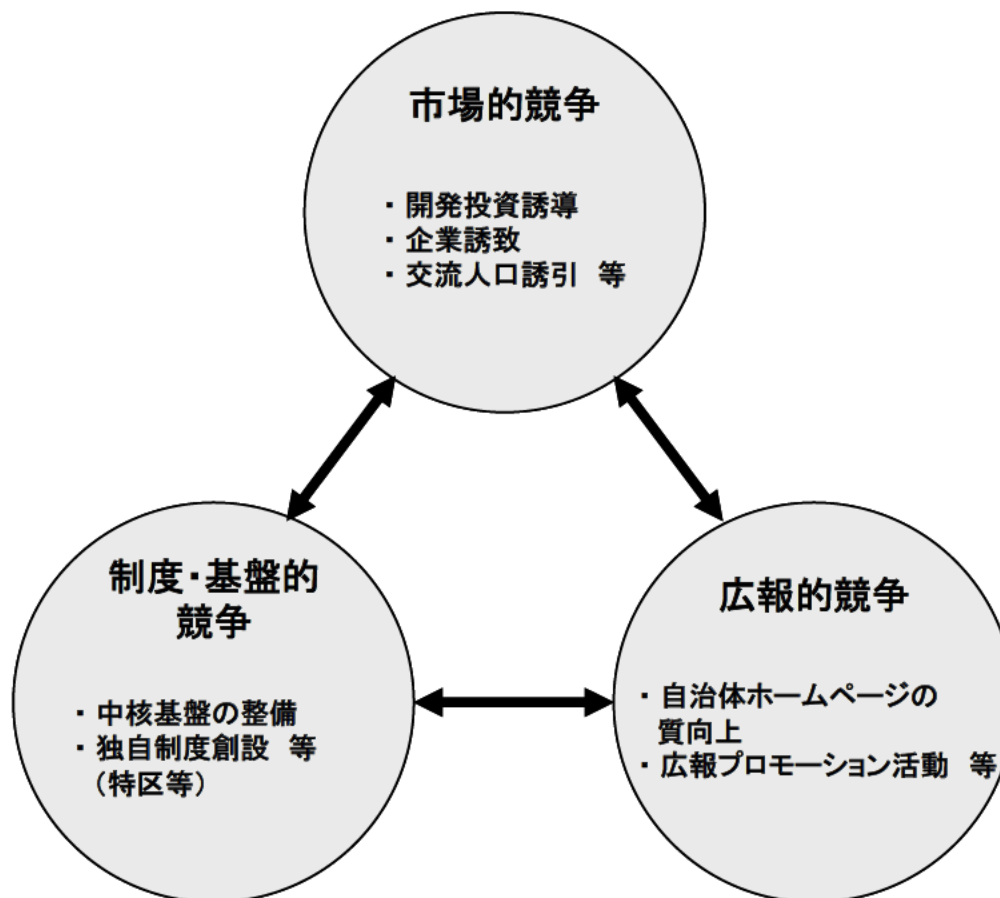 市場的競争
・開発投資誘導
・企業誘致
・交流人口誘引 等
制度・基盤的
競争
・中核基盤の整備
・独自制度創設 等
（特区等）
広報的競争
・自治体ホームページの
質向上
・広報プロモーション活動 等